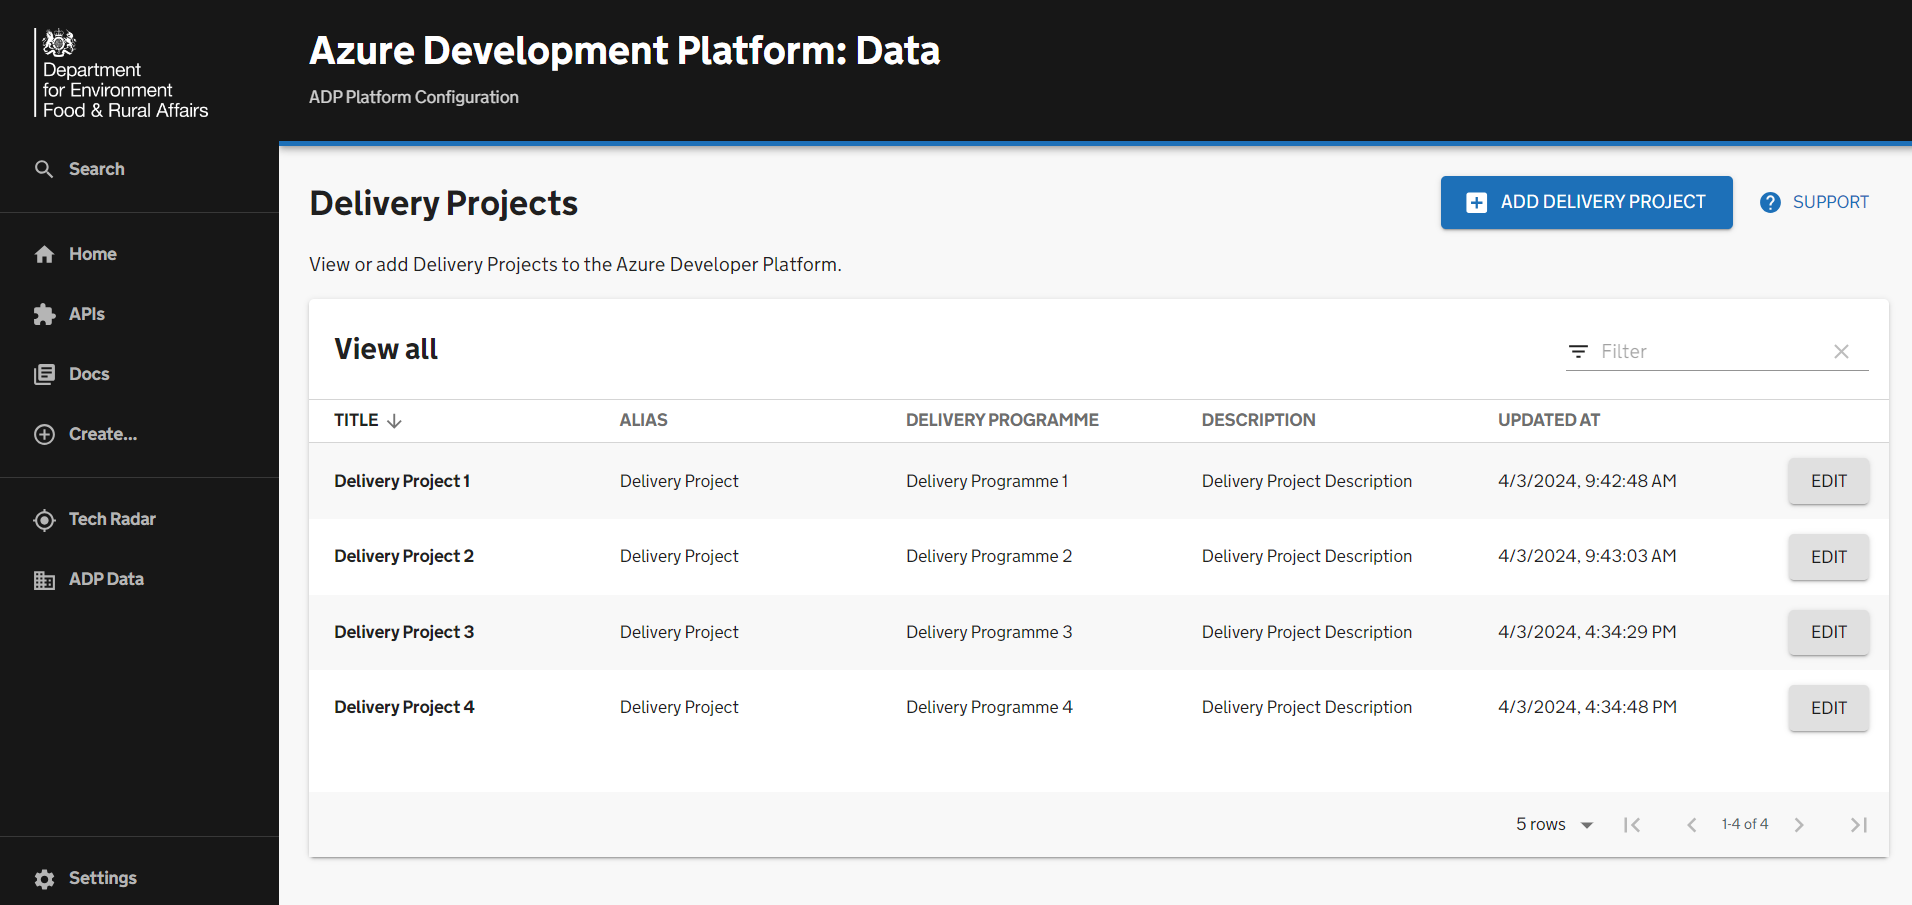 Department
for Environment
Food & Rural Affairs
Search
Home
APIs
Docs
Create...
Tech Radar
ADP Data
Settings
Azure Development Platform: Data
ADP Platform Configuration
Delivery Projects
ADD DELIVERY PROJECT
SUPPORT
View or add Delivery Projects to the Azure Developer Platform.
View all
Filter
TITLE ALIAS DELIVERY PROGRAMME DESCRIPTION UPDATED AT
Delivery Project 1 Delivery Project Delivery Programme 1 Delivery Project Description 4/3/2024, 9:42:48 AM EDIT
Delivery Project 2 Delivery Project Delivery Programme 2 Delivery Project Description 4/3/2024, 9:43:03 AM EDIT
Delivery Project 3 Delivery Project Delivery Programme 3 Delivery Project Description 4/3/2024, 4:34:29 PM EDIT
Delivery Project 4 Delivery Project Delivery Programme 4 Delivery Project Description 4/3/2024, 4:34:48 PM EDIT
5 rows 1-4 of 4